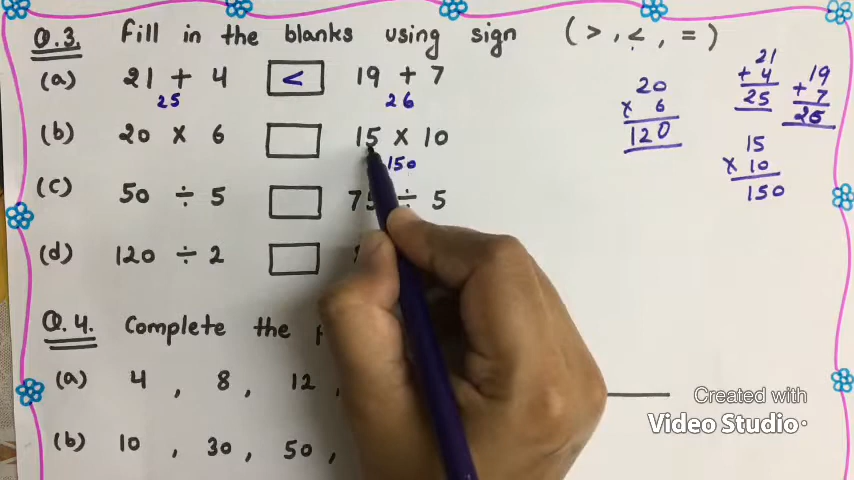 Q.3. Fill in the blanks using sign ( > , < , = )
(a) 21 + 4 < 19 + 7
25 26
(b) 20 x 6 15 x 10
150
(c) 50 ÷ 5 75 ÷ 5
(d) 120 ÷ 2
Q.4. Complete the
(a) 4 , 8 , 12 ,
(b) 10 , 30 , 50 ,
20
x 6
120
21
+ 4
25
19
+ 7
26
15
x 10
150
Created with
Video Studio